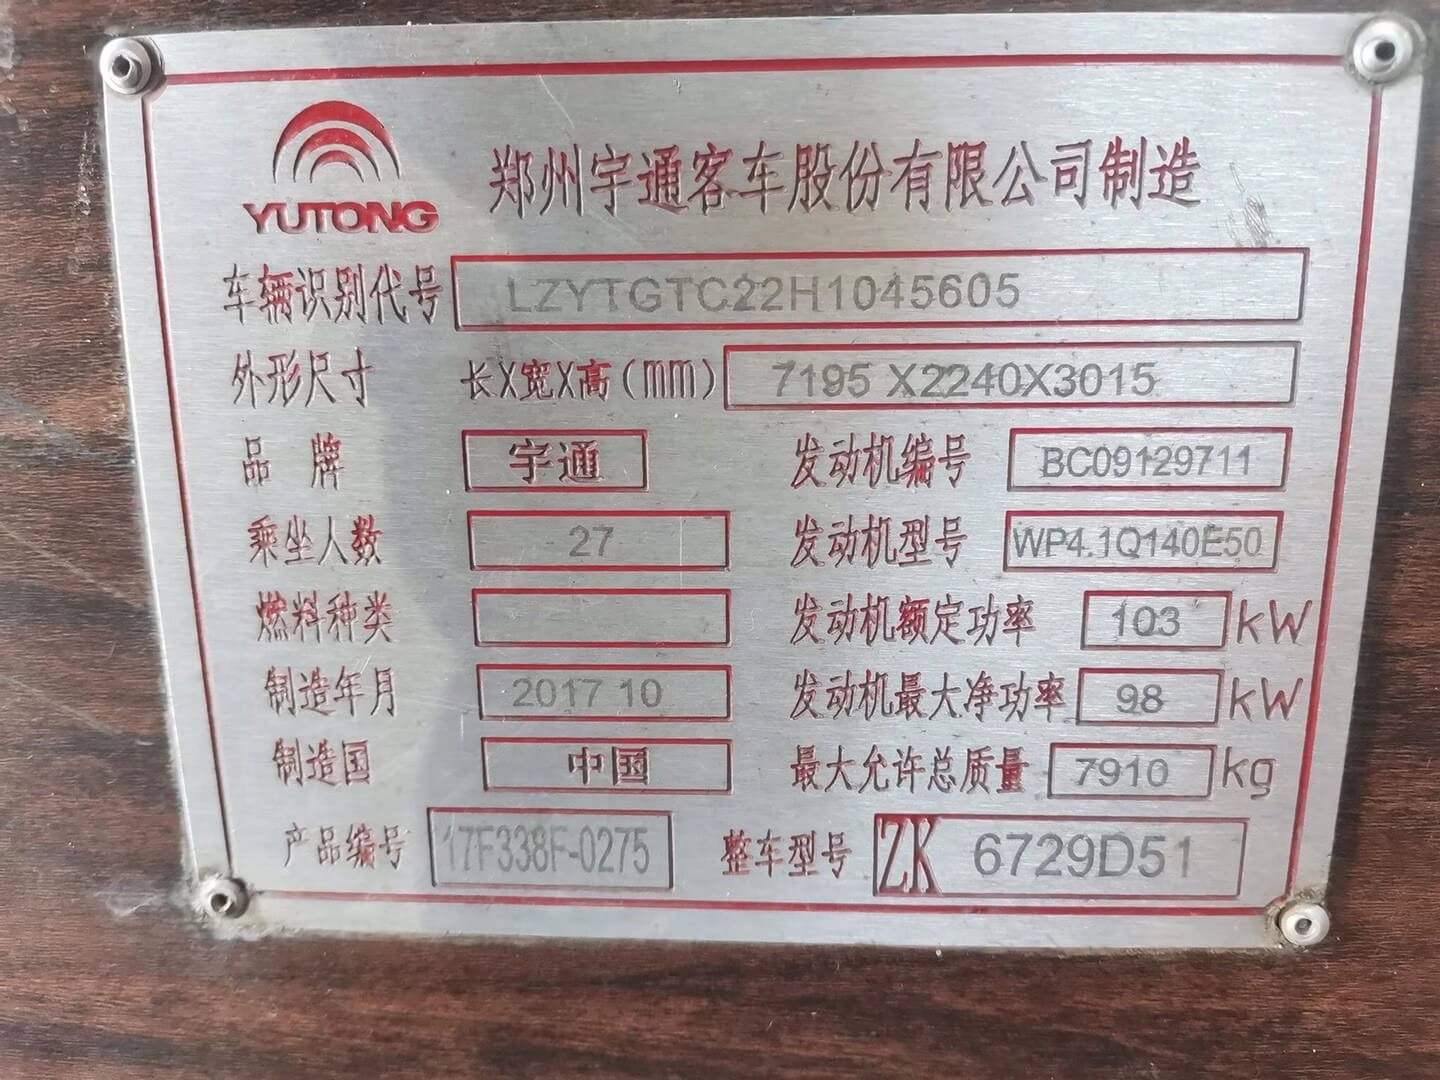 YUTONG
郑州宇通客车股份有限公司制造
车辆识别代号 LZYTGTC22H1045605
外形尺寸 长X宽X高(mm) 7195 X2240X3015
品 牌 宇通 发动机编号 BC09129711
乘坐人数 27 发动机型号 WP4.1Q140E50
燃料种类 发动机额定功率 103 kW
制造年月 2017 10 发动机最大净功率 98 kW
制造国 中国 最大允许总质量 7910 kg
产品编号 17F338F-0275 整车型号 ZK 6729D51